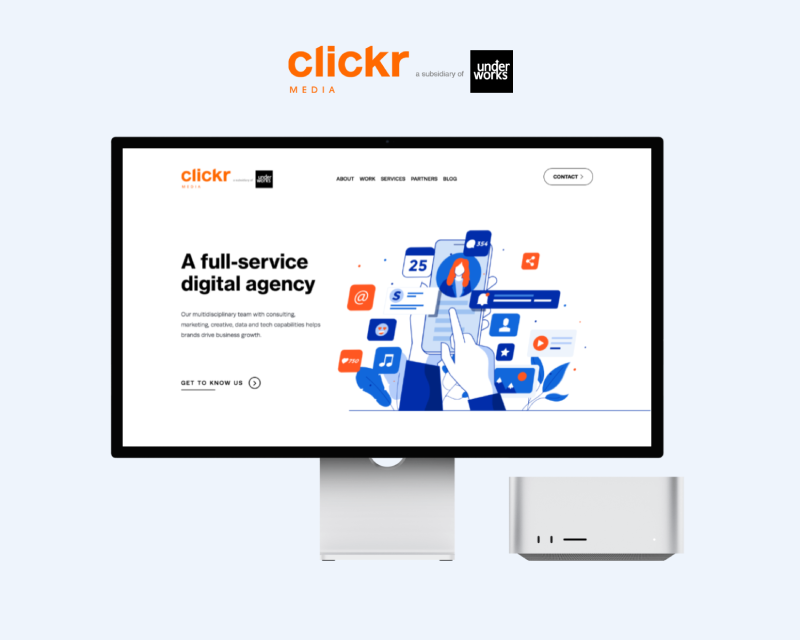 clickr
MEDIA
a subsidiary of
under
works
clickr
MEDIA
under
works
ABOUT WORK SERVICES PARTNERS BLOG
CONTACT
A full-service
digital agency
Our multidisciplinary team with consulting,
marketing, creative, data and tech capabilities helps
brands drive business growth.
GET TO KNOW US
354
25
@
S
750